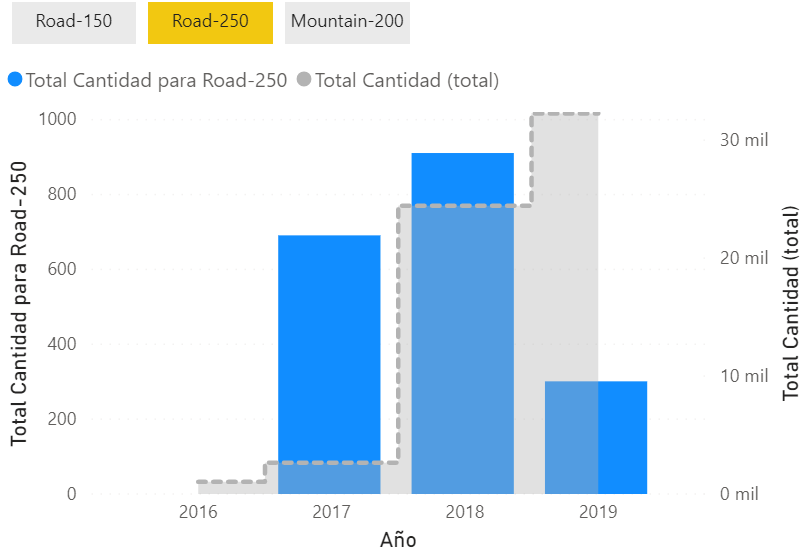 Road-150 Road-250 Mountain-200
Total Cantidad para Road-250 Total Cantidad (total)
Total Cantidad para Road-250
1000
800
600
400
200
0
30 mil
20 mil
10 mil
0 mil
Total Cantidad (total)
2016 2017 2018 2019
Año